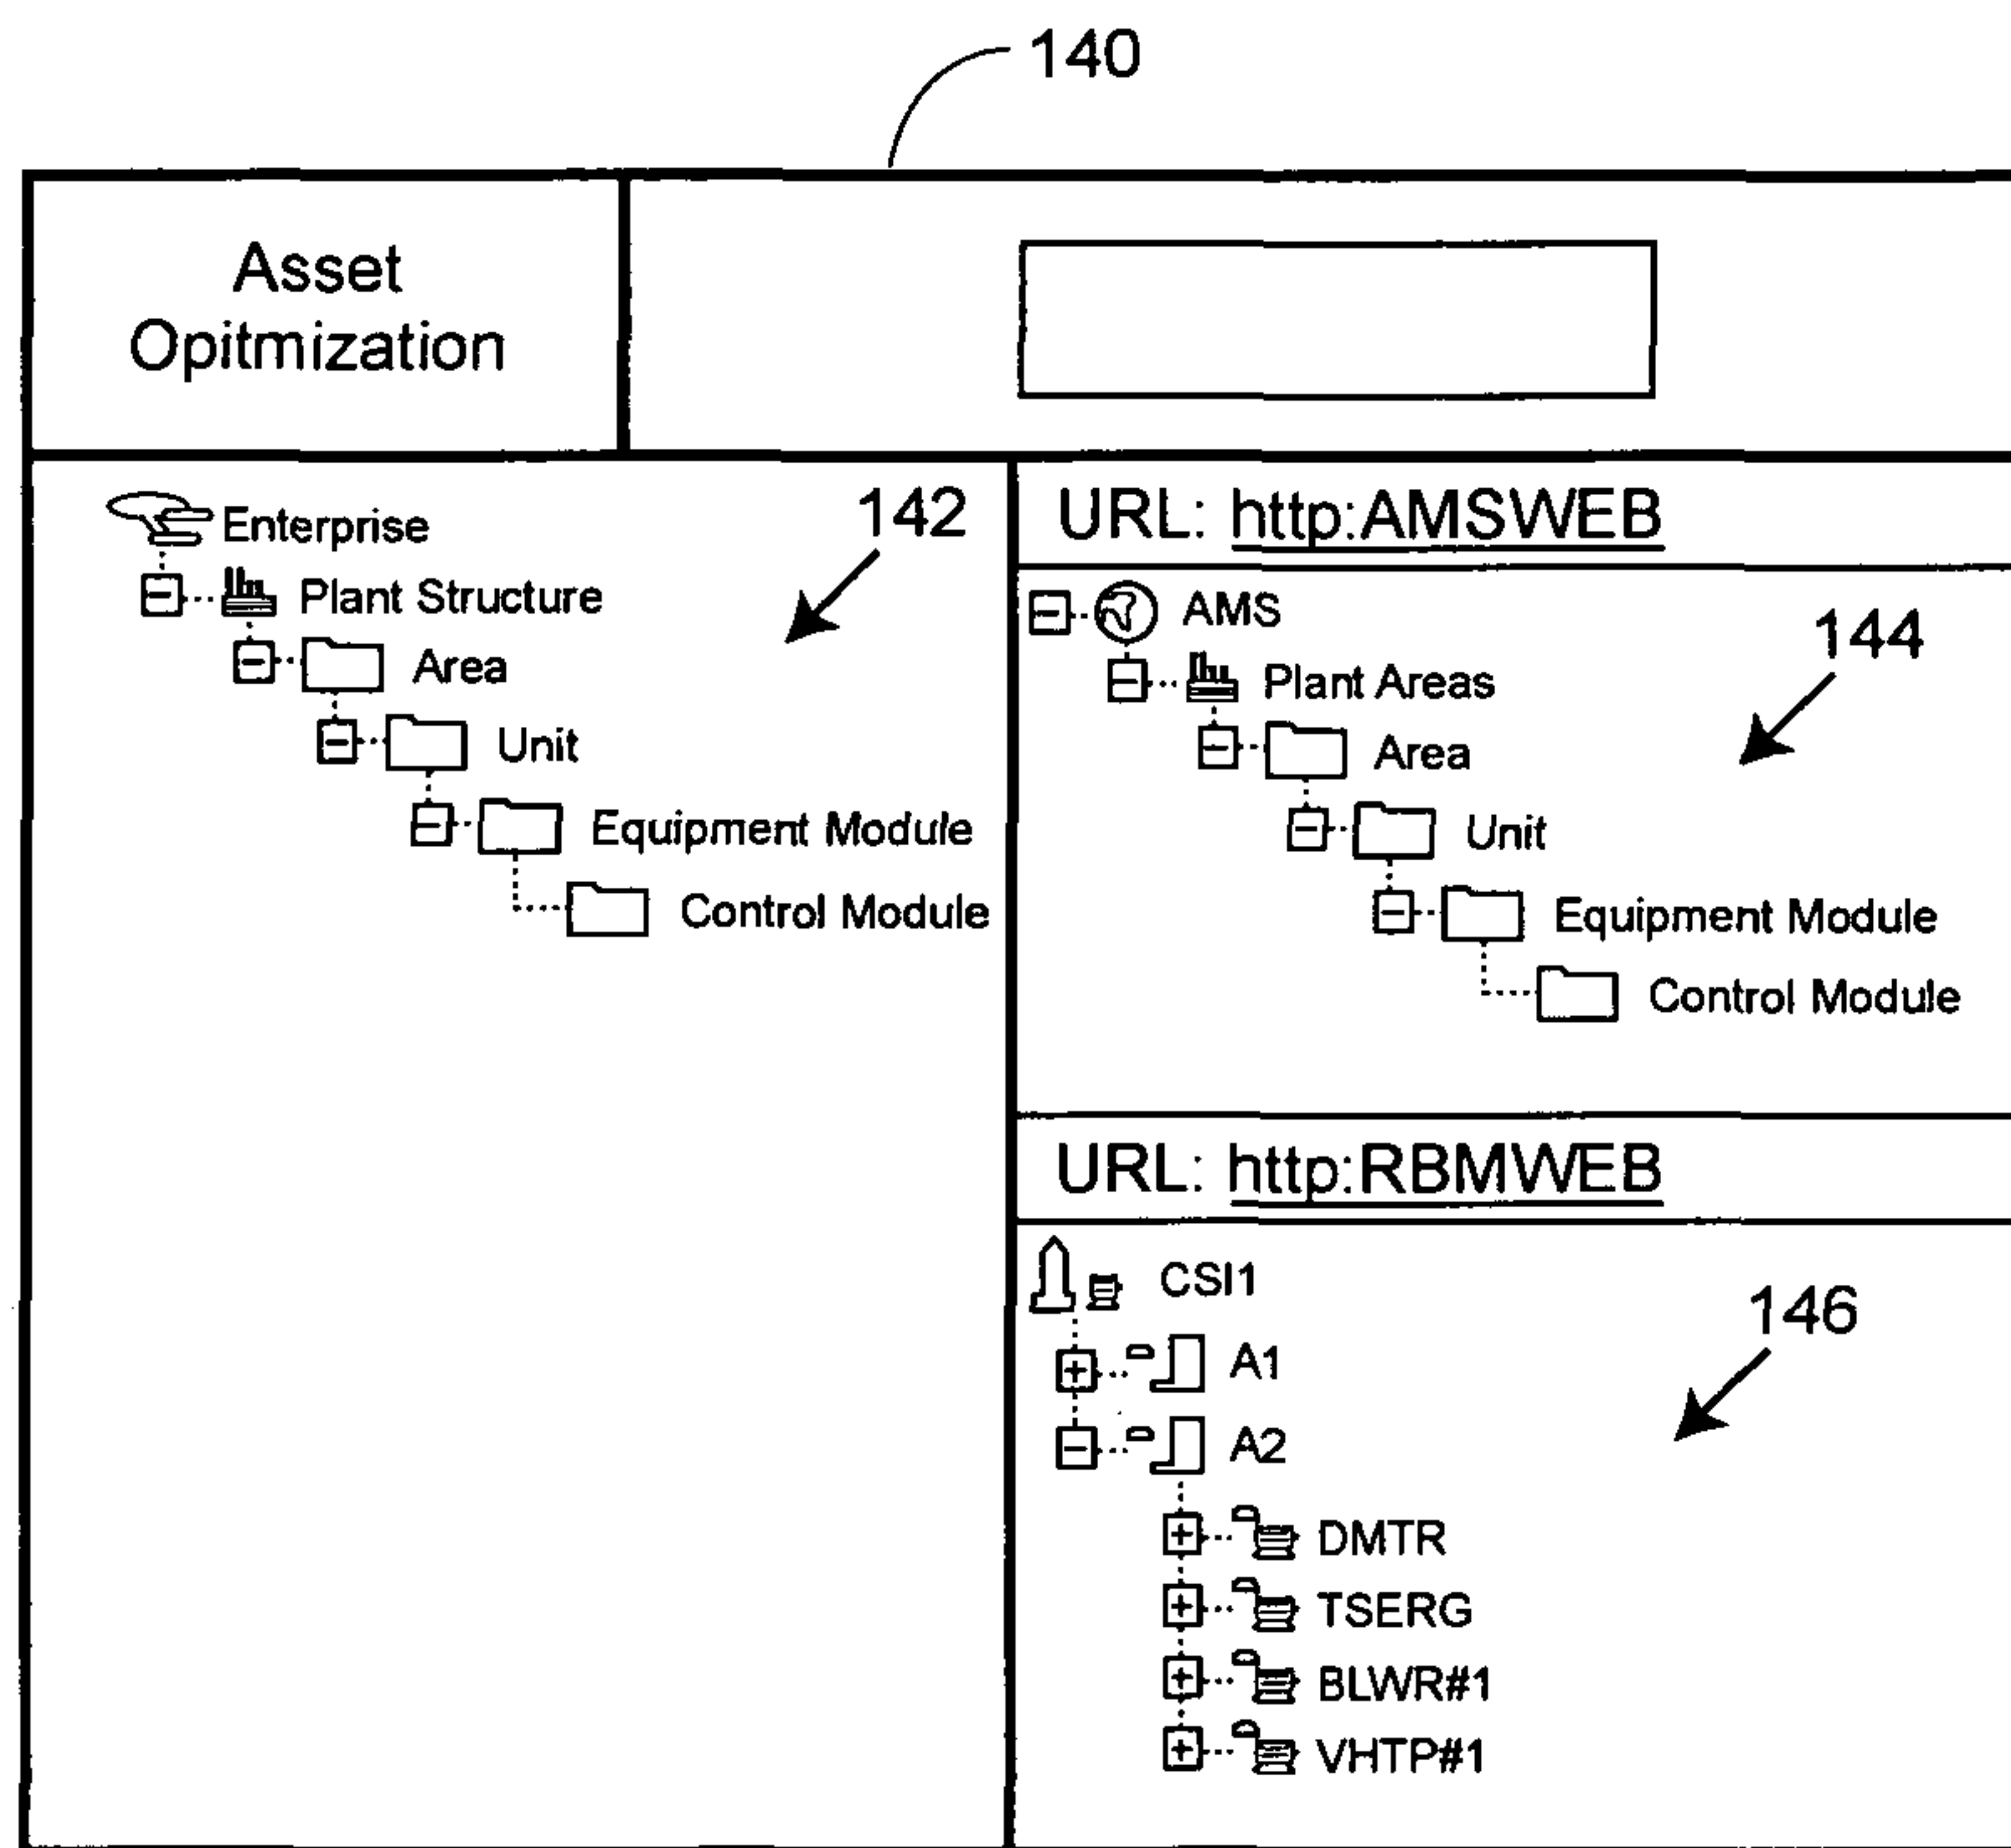 140
Asset
Opitmization
142
Enterprise
Plant Structure
Area
Unit
Equipment Module
Control Module
URL: http:AMSWEB
144
AMS
Plant Areas
Area
Unit
Equipment Module
Control Module
URL: http:RBMWEB
146
CSI1
A1
A2
DMTR
TSERG
BLWR#1
VHTP#1